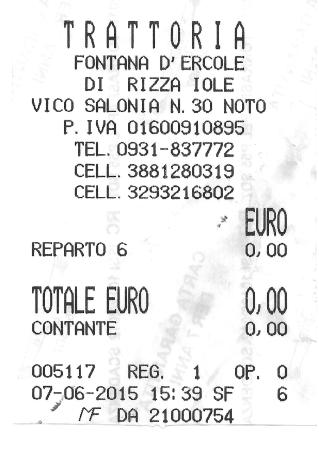 TRATTORIA
FONTANA D'ERCOLE
DI RIZZA IOLE
VICO SALONIA N.30 NOTO
P.IVA 01600910895
TEL.0931-837772
CELL.3881280319
CELL.3293216802
EURO
REPARTO 6 0,00
TOTALE EURO 0,00
CONTANTE 0,00
005117 REG. 1 OP. 0
07-06-2015 15:39 SF 6
MF DA 21000754